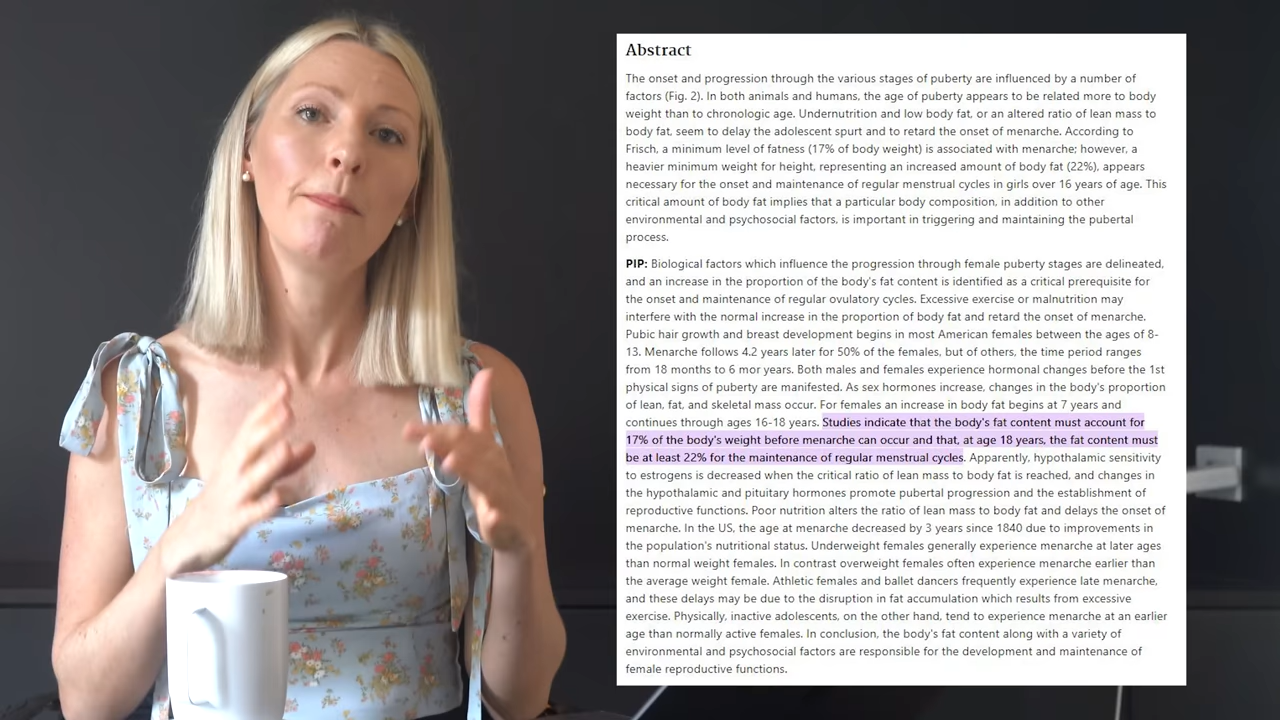 Abstract
The onset and progression through the various stages of puberty are influenced by a number of
factors (Fig. 2). In both animals and humans, the age of puberty appears to be related more to body
weight than to chronologic age. Undernutrition and low body fat, or an altered ratio of lean mass to
body fat, seem to delay the adolescent spurt and to retard the onset of menarche. According to
Frisch, a minimum level of fatness (17% of body weight) is associated with menarche; however, a
heavier minimum weight for height, representing an increased amount of body fat (22%), appears
necessary for the onset and maintenance of regular menstrual cycles in girls over 16 years of age. This
critical amount of body fat implies that a particular body composition, in addition to other
environmental and psychosocial factors, is important in triggering and maintaining the pubertal
process.
PIP: Biological factors which influence the progression through female puberty stages are delineated,
and an increase in the proportion of the body's fat content is identified as a critical prerequisite for
the onset and maintenance of regular ovulatory cycles. Excessive exercise or malnutrition may
interfere with the normal increase in the proportion of body fat and retard the onset of menarche.
Pubic hair growth and breast development begins in most American females between the ages of 8-
13. Menarche follows 4.2 years later for 50% of the females, but of others, the time period ranges
from 18 months to 6 mor years. Both males and females experience hormonal changes before the 1st
physical signs of puberty are manifested. As sex hormones increase, changes in the body's proportion
of lean, fat, and skeletal mass occur. For females an increase in body fat begins at 7 years and
continues through ages 16-18 years. Studies indicate that the body's fat content must account for
17% of the body's weight before menarche can occur and that, at age 18 years, the fat content must
be at least 22% for the maintenance of regular menstrual cycles. Apparently, hypothalamic sensitivity
to estrogens is decreased when the critical ratio of lean mass to body fat is reached, and changes in
the hypothalamic and pituitary hormones promote pubertal progression and the establishment of
reproductive functions. Poor nutrition alters the ratio of lean mass to body fat and delays the onset of
menarche. In the US, the age at menarche decreased by 3 years since 1840 due to improvements in
the population's nutritional status. Underweight females generally experience menarche at later ages
than normal weight females. In contrast overweight females often experience menarche earlier than
the average weight female. Athletic females and ballet dancers frequently experience late menarche,
and these delays may be due to the disruption in fat accumulation which results from excessive
exercise. Physically, inactive adolescents, on the other hand, tend to experience menarche at an earlier
age than normally active females. In conclusion, the body's fat content along with a variety of
environmental and psychosocial factors are responsible for the development and maintenance of
female reproductive functions.